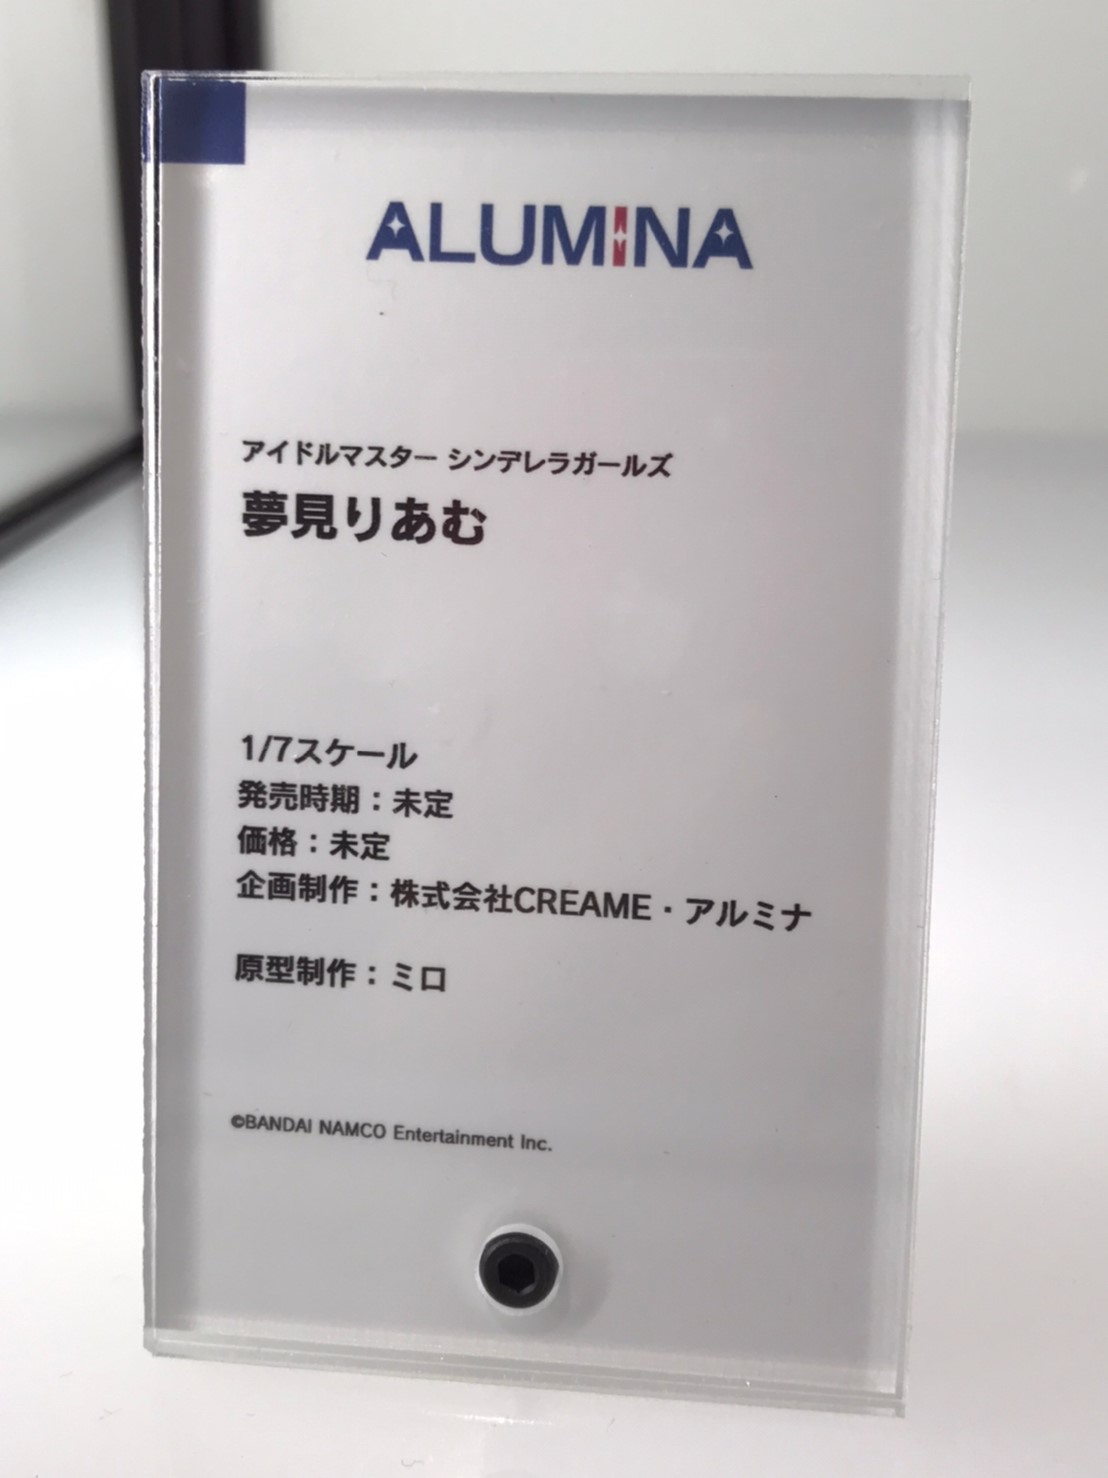 ALUMINA
アイドルマスター シンデレラガールズ
夢見りあむ
1/7スケール
発売時期：未定
価格：未定
企画制作：株式会社CREAME・アルミナ
原型制作：ミロ
©BANDAI NAMCO Entertainment Inc.